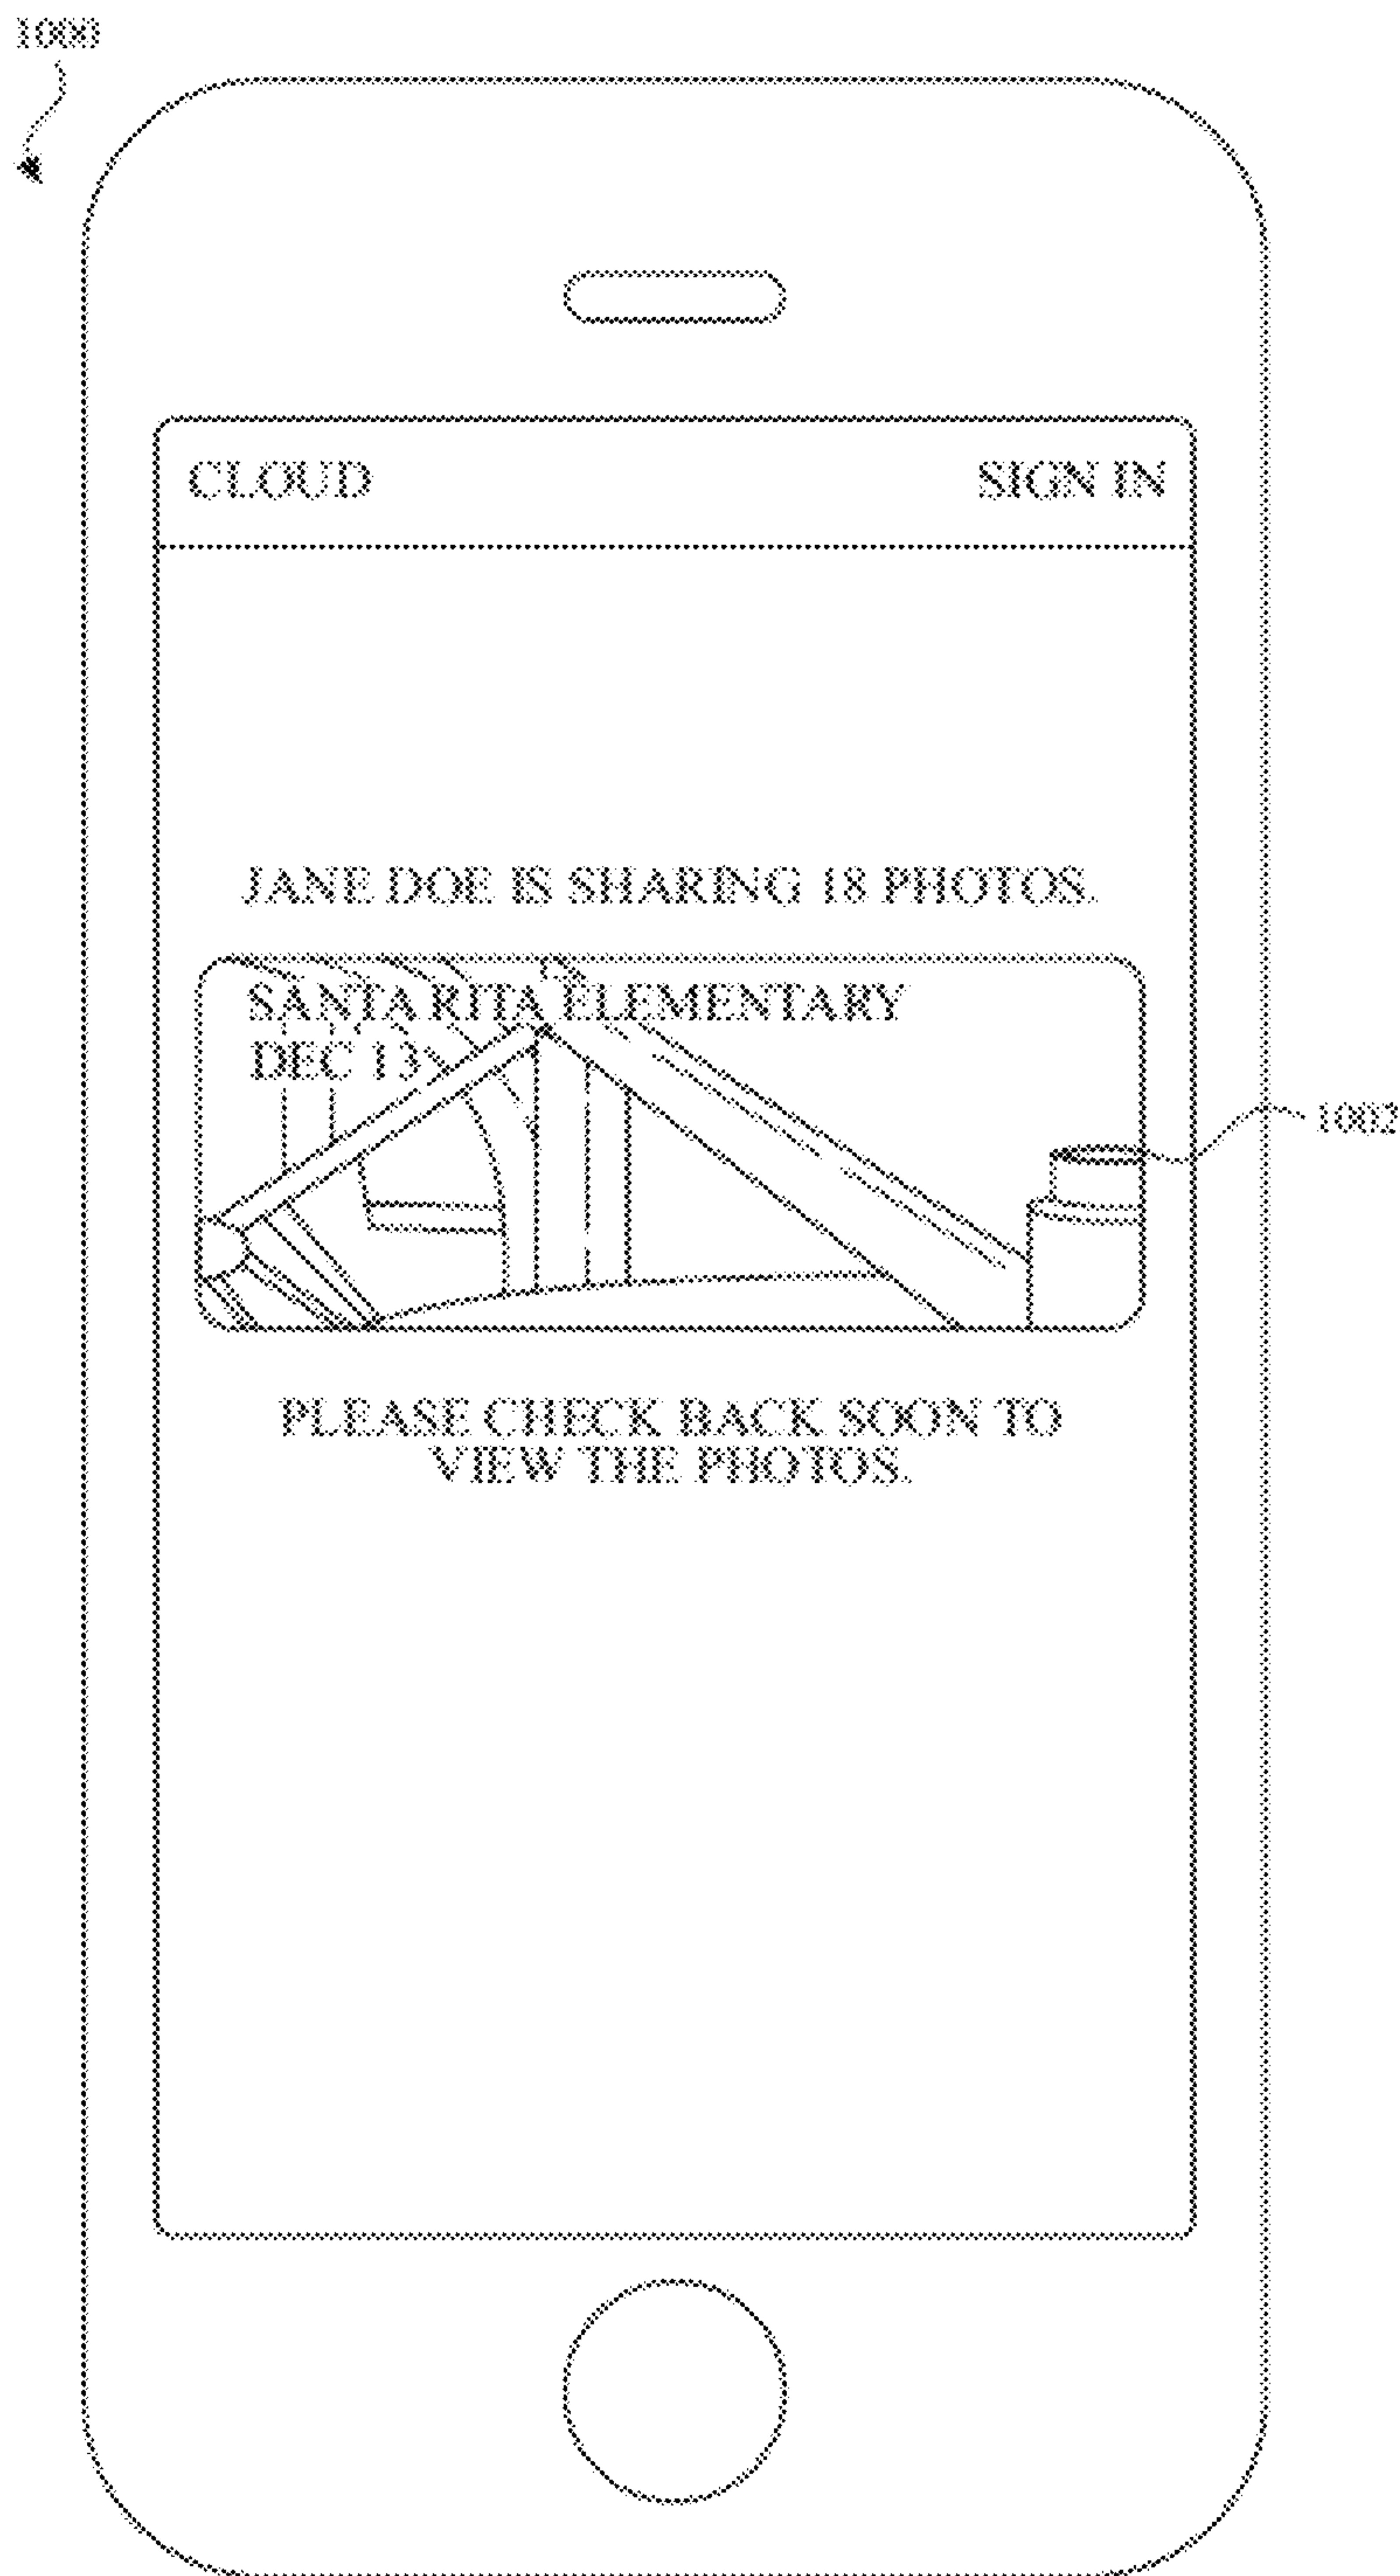 1000
CLOUD SIGN IN
JANE DOE IS SHARING 18 PHOTOS.
SANTA RITA ELEMENTARY
DEC 13
1002
PLEASE CHECK BACK SOON TO
VIEW THE PHOTOS.